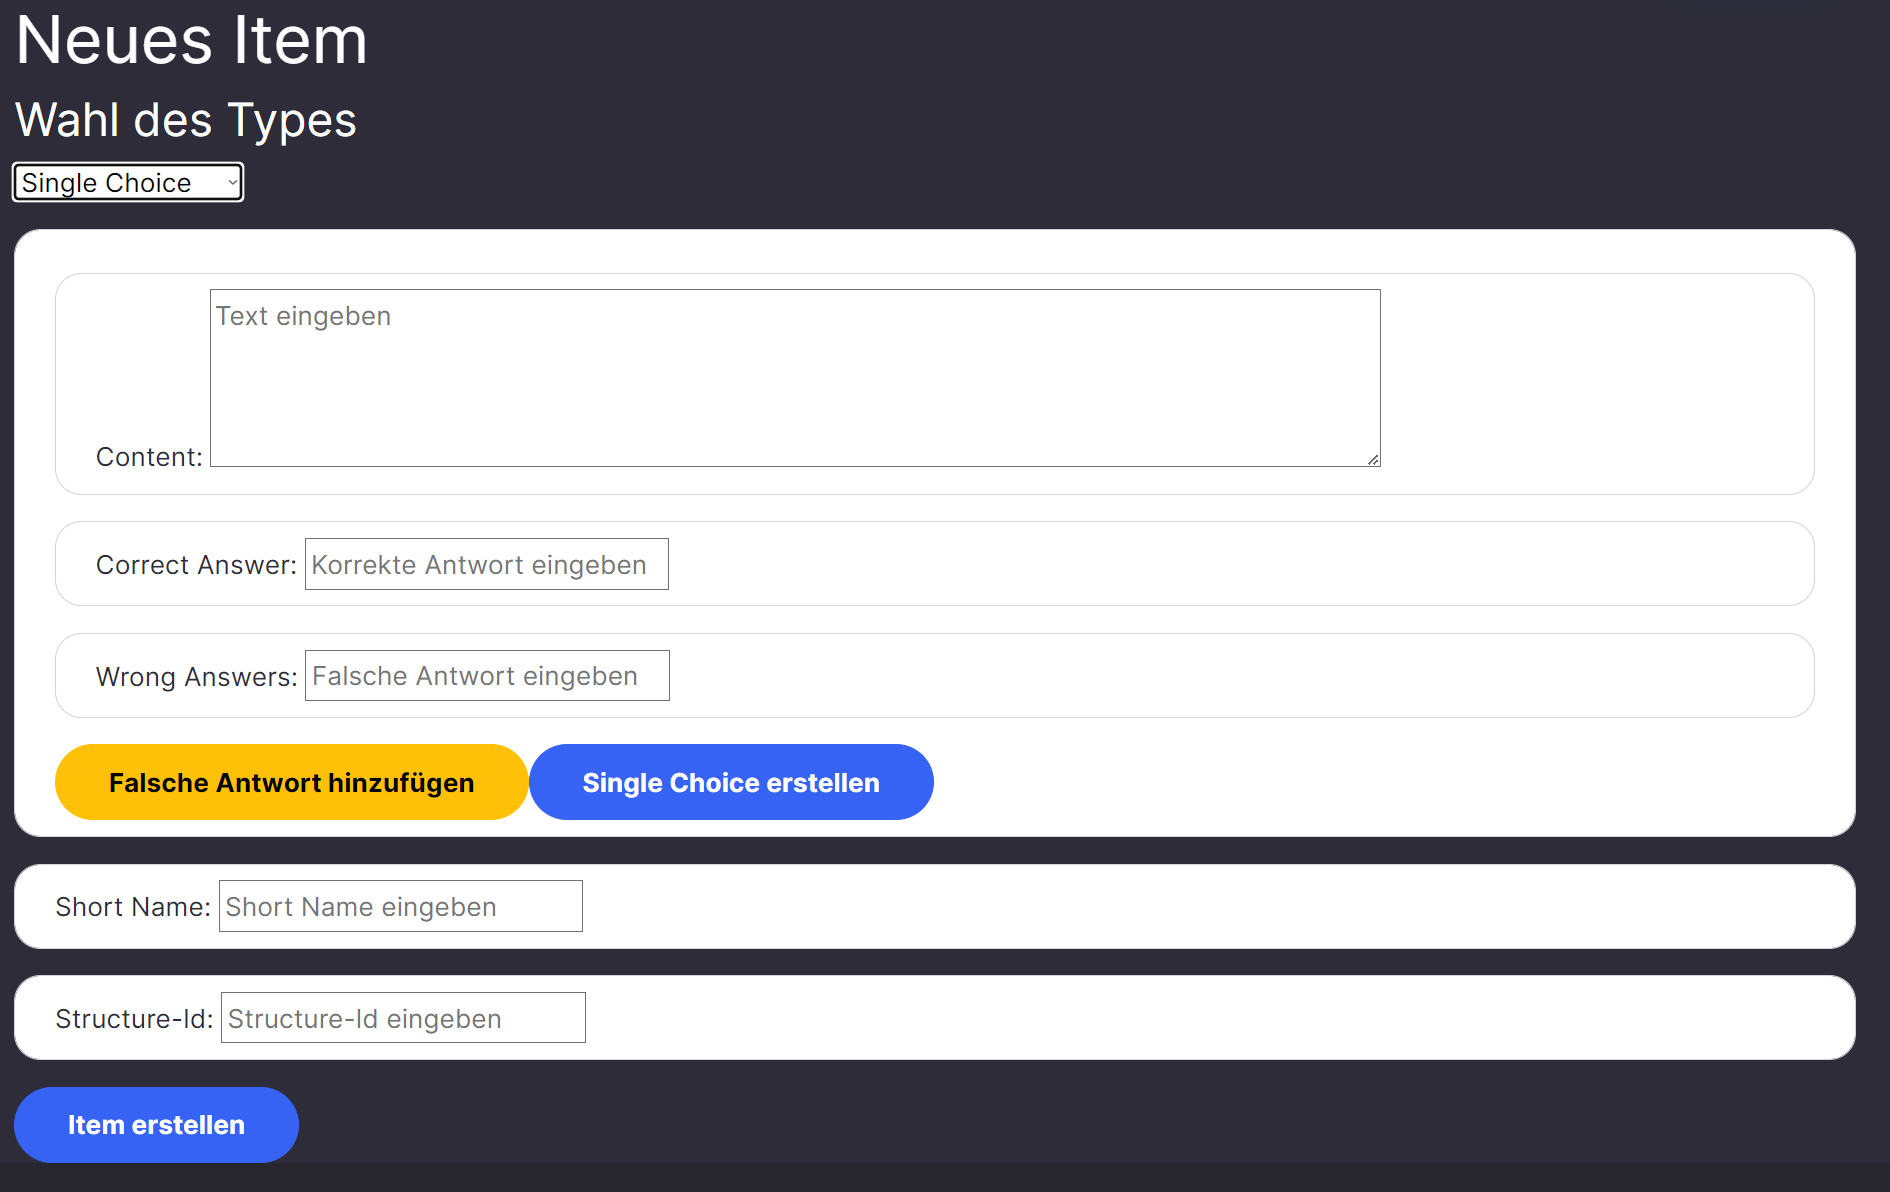 Neues Item
Wahl des Types
Single Choice
Text eingeben
Content:
Correct Answer: Korrekte Antwort eingeben
Wrong Answers: Falsche Antwort eingeben
Falsche Antwort hinzufügen Single Choice erstellen
Short Name: Short Name eingeben
Structure-Id: Structure-Id eingeben
Item erstellen